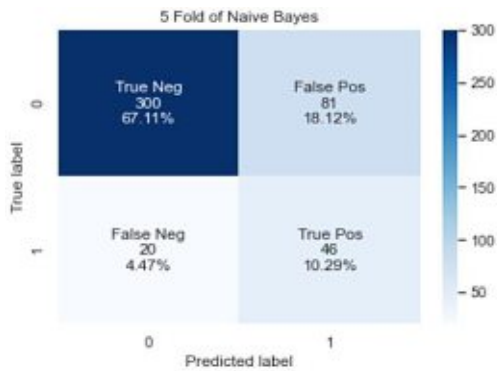 5 Fold of Naive Bayes
True Neg
300
67.11%
False Pos
81
18.12%
False Neg
20
4.47%
True Pos
46
10.29%
True label
0
1
0
1
Predicted label
300
250
200
150
100
50